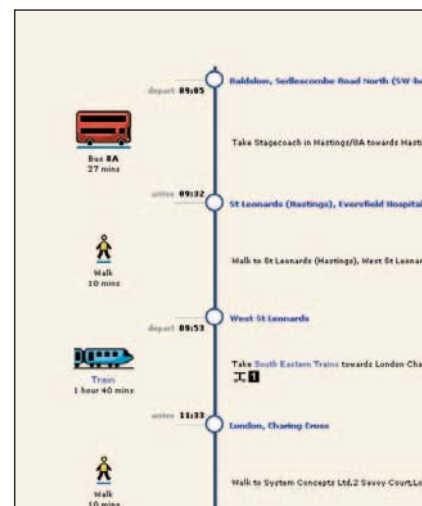 Baldslow, Sedlescombe Road North (SW-b
depart 09:05
Take Stagecoach in Hastings/8A towards Hasti
Bus 8A
27 mins
arrive 09:32
St Leonards (Hastings), Eversfield Hospital
Walk to St Leonards (Hastings), West St Leonar
Walk
10 mins
West St Leonards
depart 09:53
Take South Eastern Trains towards London Cha
1
Train
1 hour 40 mins
arrive 11:33
London, Charing Cross
Walk to System Concepts Ltd,2 Savoy Court,Lo
Walk
10 mins